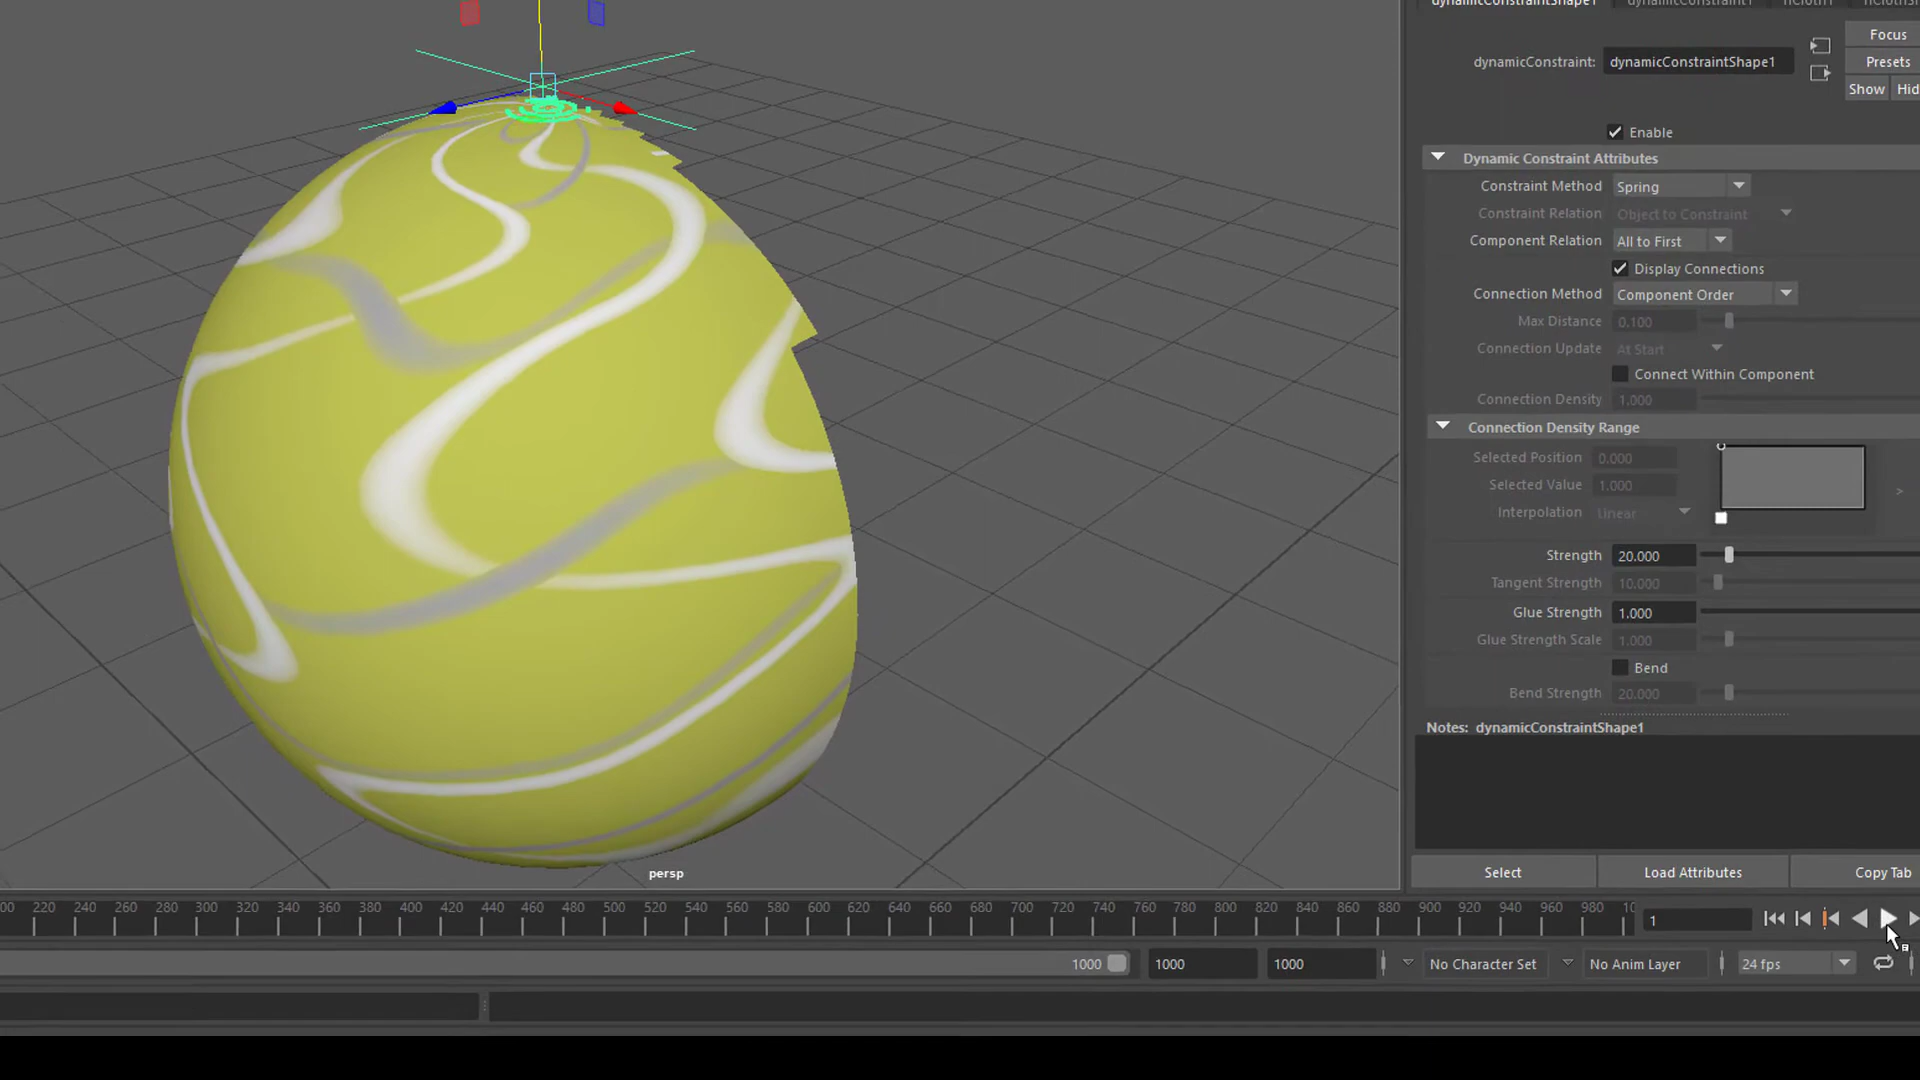 dynamicConstraintShape1 dynamicConstraint1 nCloth1
dynamicConstraint: dynamicConstraintShape1
Focus
Presets
Show Hid
Enable
Dynamic Constraint Attributes
Constraint Method Spring
Constraint Relation Object to Constraint
Component Relation All to First
Display Connections
Connection Method Component Order
Max Distance 0.100
Connection Update At Start
Connect Within Component
Connection Density 1.000
Connection Density Range
Selected Position 0.000
Selected Value 1.000
Interpolation Linear
>
Strength 20.000
Tangent Strength 10.000
Glue Strength 1.000
Glue Strength Scale 1.000
Bend
Bend Strength 20.000
Notes: dynamicConstraintShape1
Select Load Attributes Copy Tab
persp
00 220 240 260 280 300 320 340 360 380 400 420 440 460 480 500 520 540 560 580 600 620 640 660 680 700 720 740 760 780 800 820 840 860 880 900 920 940 960 980 10 1
1000 1000 1000 No Character Set No Anim Layer 24 fps